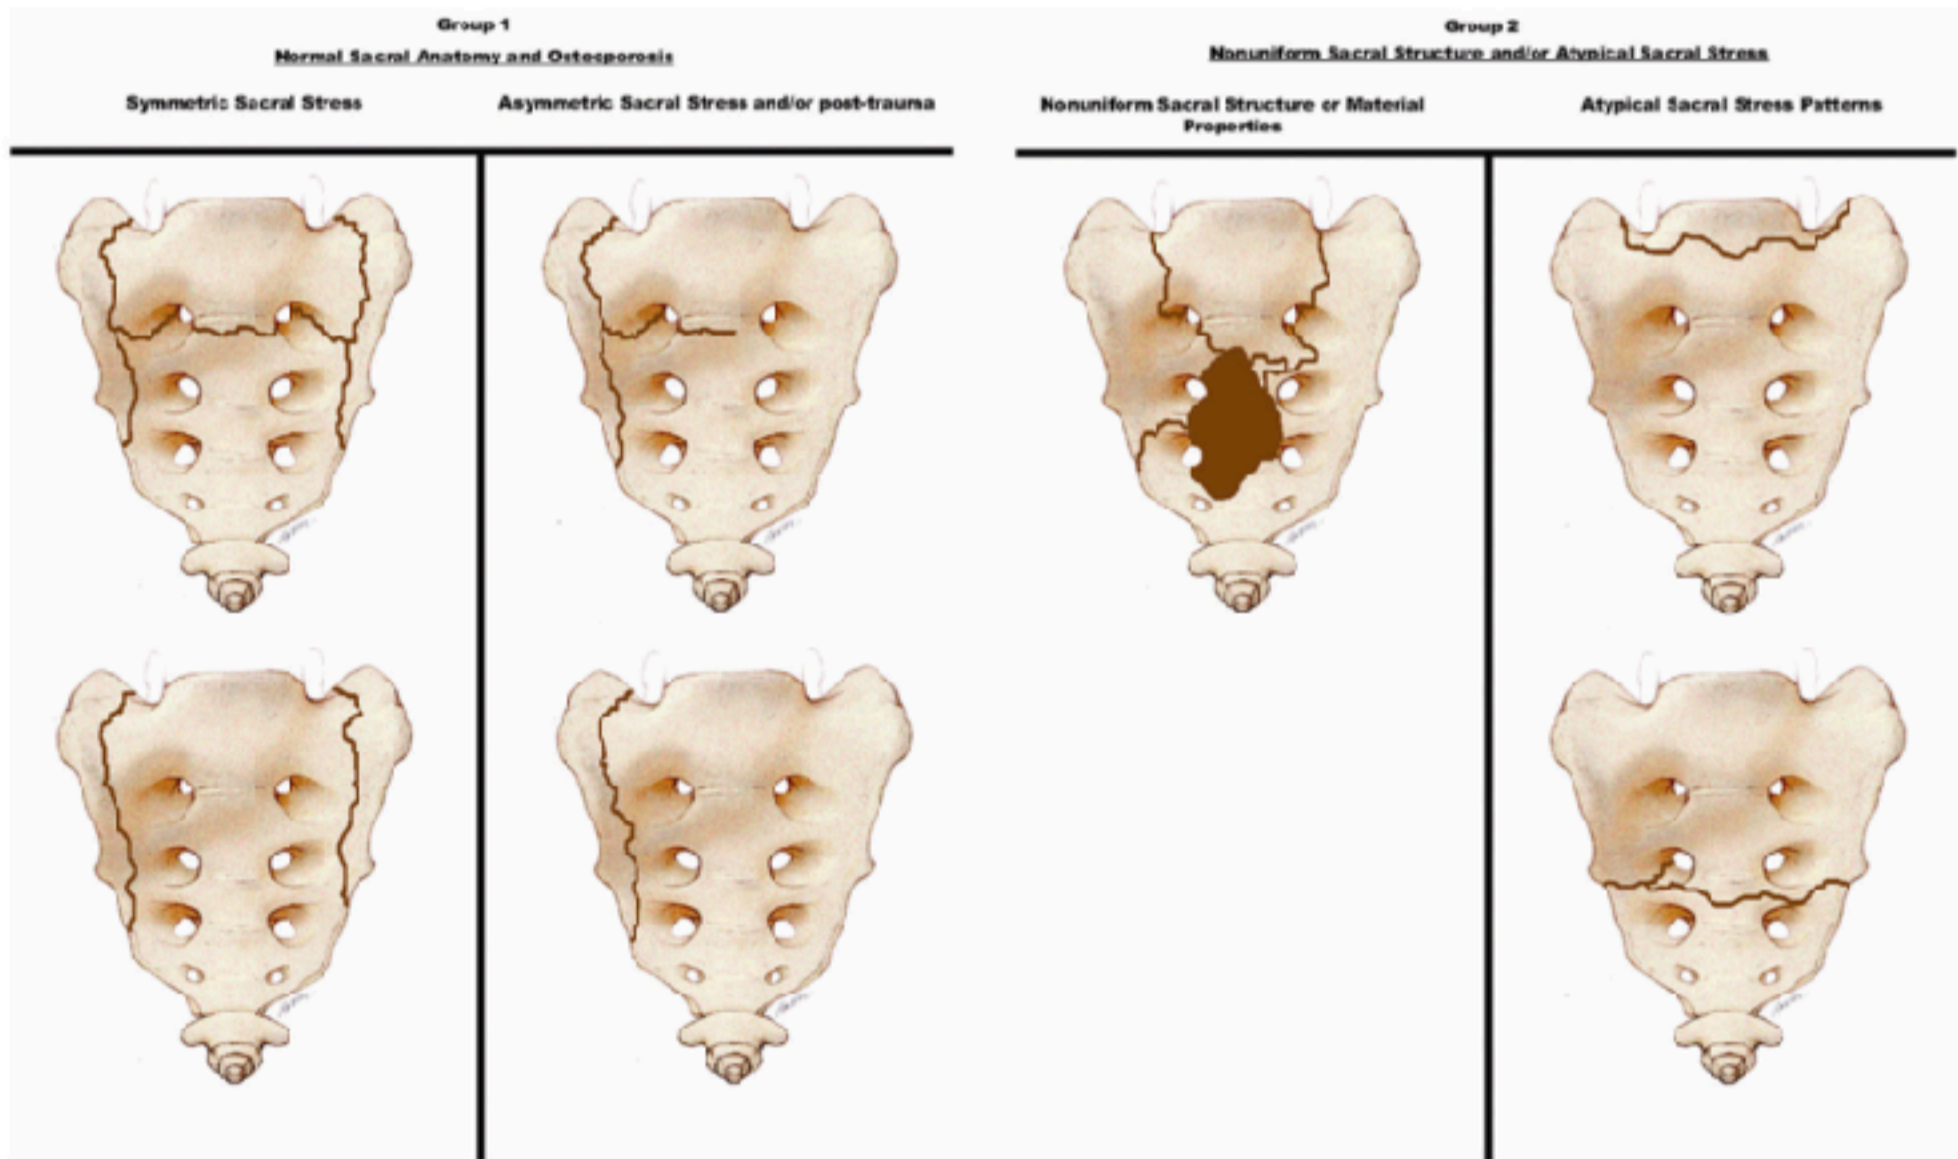 Group 1
Normal Sacral Anatomy and Osteoporosis
Symmetric Sacral Stress
Asymmetric Sacral Stress and/or post-trauma
Group 2
Nonuniform Sacral Structure and/or Atypical Sacral Stress
Nonuniform Sacral Structure or Material
Properties
Atypical Sacral Stress Patterns